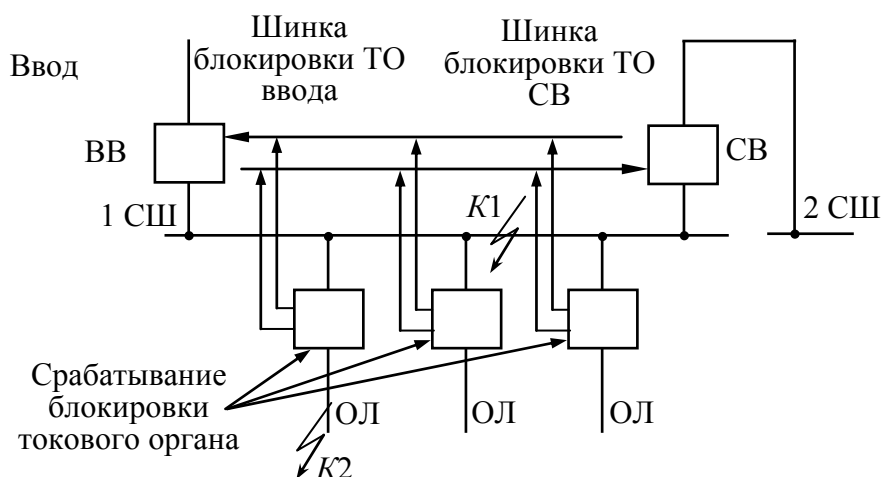 Ввод
Шинка
блокировки ТО
ввода
Шинка
блокировки ТО
СВ
ВВ
СВ
1 СШ
К1
2 СШ
Срабатывание
блокировки
токового органа
ОЛ
ОЛ
ОЛ
К2